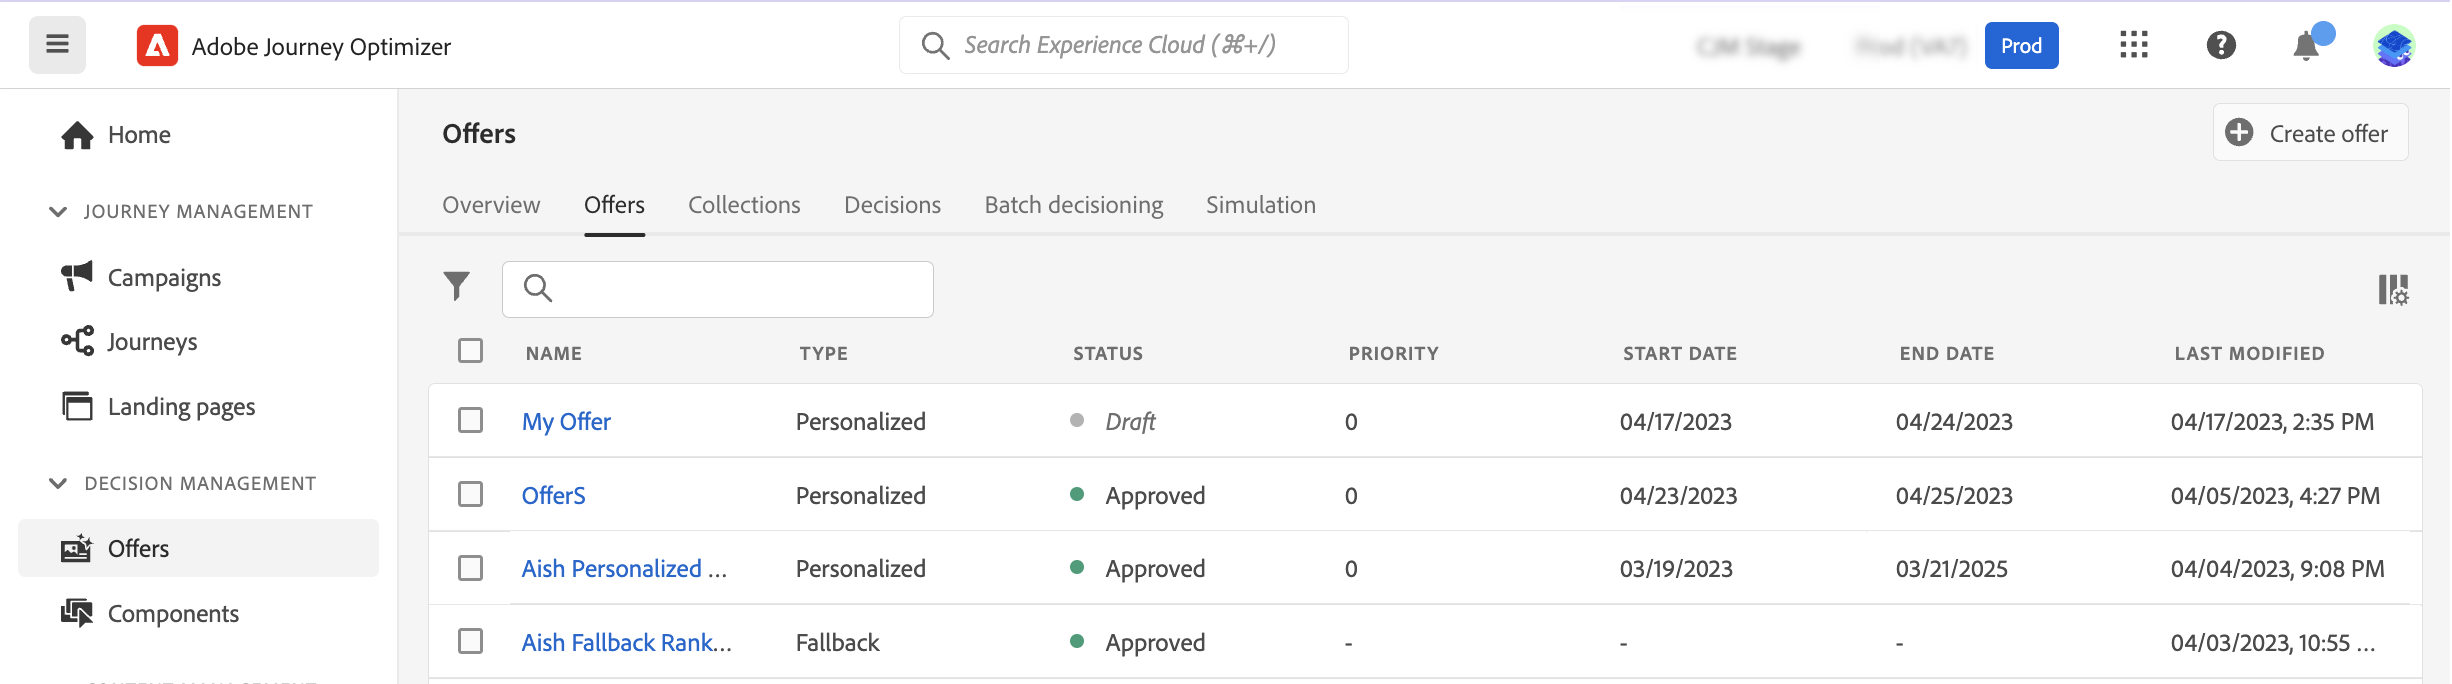 Adobe Journey Optimizer
Search Experience Cloud (⌘+/)
Prod
Home
JOURNEY MANAGEMENT
Campaigns
Journeys
Landing pages
DECISION MANAGEMENT
Offers
Components
Offers
Create offer
Overview Offers Collections Decisions Batch decisioning Simulation
NAME TYPE STATUS PRIORITY START DATE END DATE LAST MODIFIED
My Offer Personalized Draft 0 04/17/2023 04/24/2023 04/17/2023, 2:35 PM
OfferS Personalized Approved 0 04/23/2023 04/25/2023 04/05/2023, 4:27 PM
Aish Personalized ... Personalized Approved 0 03/19/2023 03/21/2025 04/04/2023, 9:08 PM
Aish Fallback Rank... Fallback Approved - - - 04/03/2023, 10:55 ...